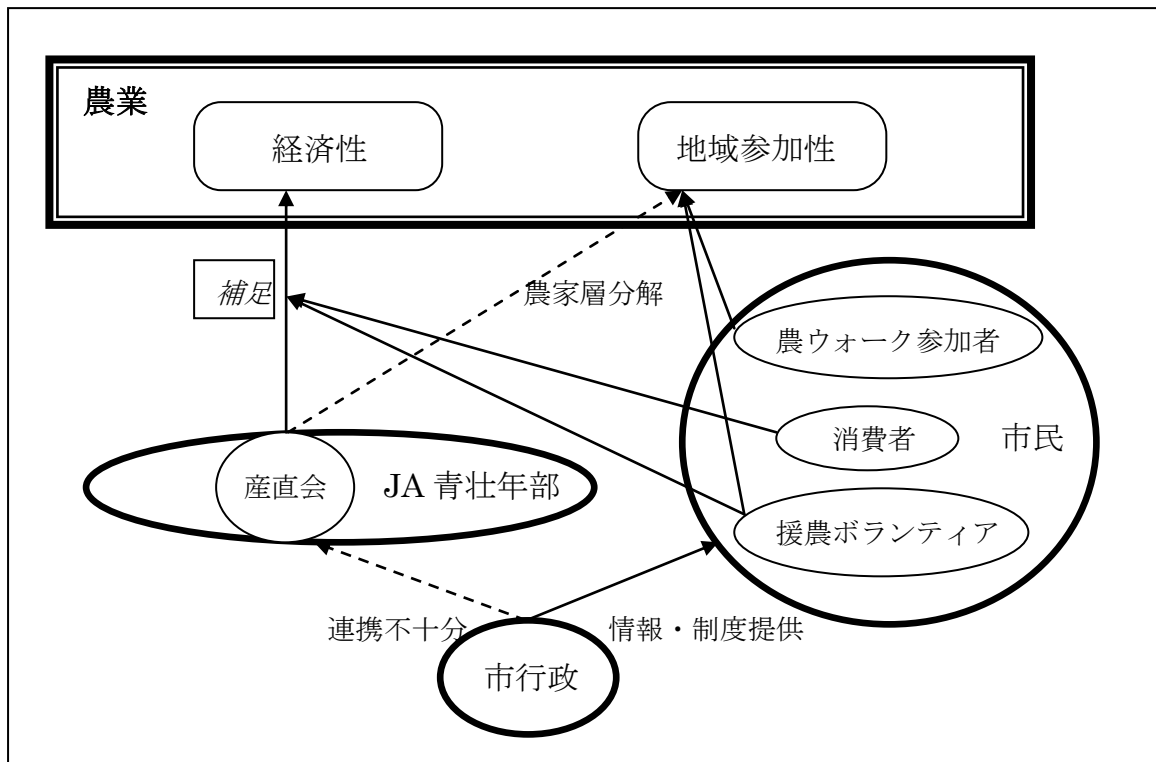 農業
経済性
地域参加性
補足
農家層分解
農ウォーク参加者
消費者
市民
産直会
JA 青壮年部
援農ボランティア
連携不十分
情報・制度提供
市行政